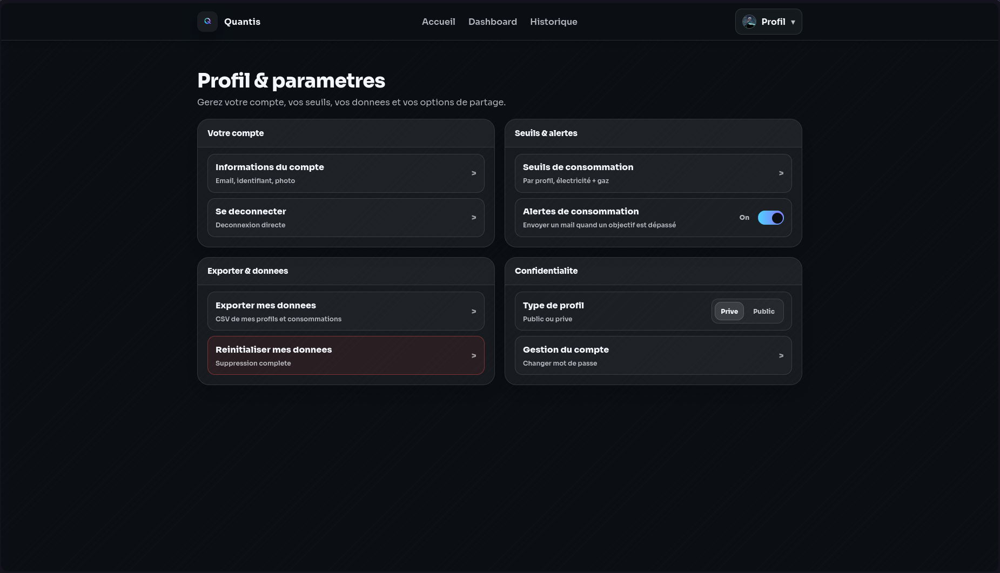 Quantis
Accueil
Dashboard
Historique
Profil ▾
Profil & parametres
Gerez votre compte, vos seuils, vos donnees et vos options de partage.
Votre compte
Informations du compte
Email, identifiant, photo
>
Se deconnecter
Deconnexion directe
>
Seuils & alertes
Seuils de consommation
Par profil, électricité + gaz
>
Alertes de consommation
Envoyer un mail quand un objectif est dépassé
On
Exporter & donnees
Exporter mes donnees
CSV de mes profils et consommations
>
Reinitialiser mes donnees
Suppression complete
>
Confidentialite
Type de profil
Public ou prive
Prive
Public
Gestion du compte
Changer mot de passe
>